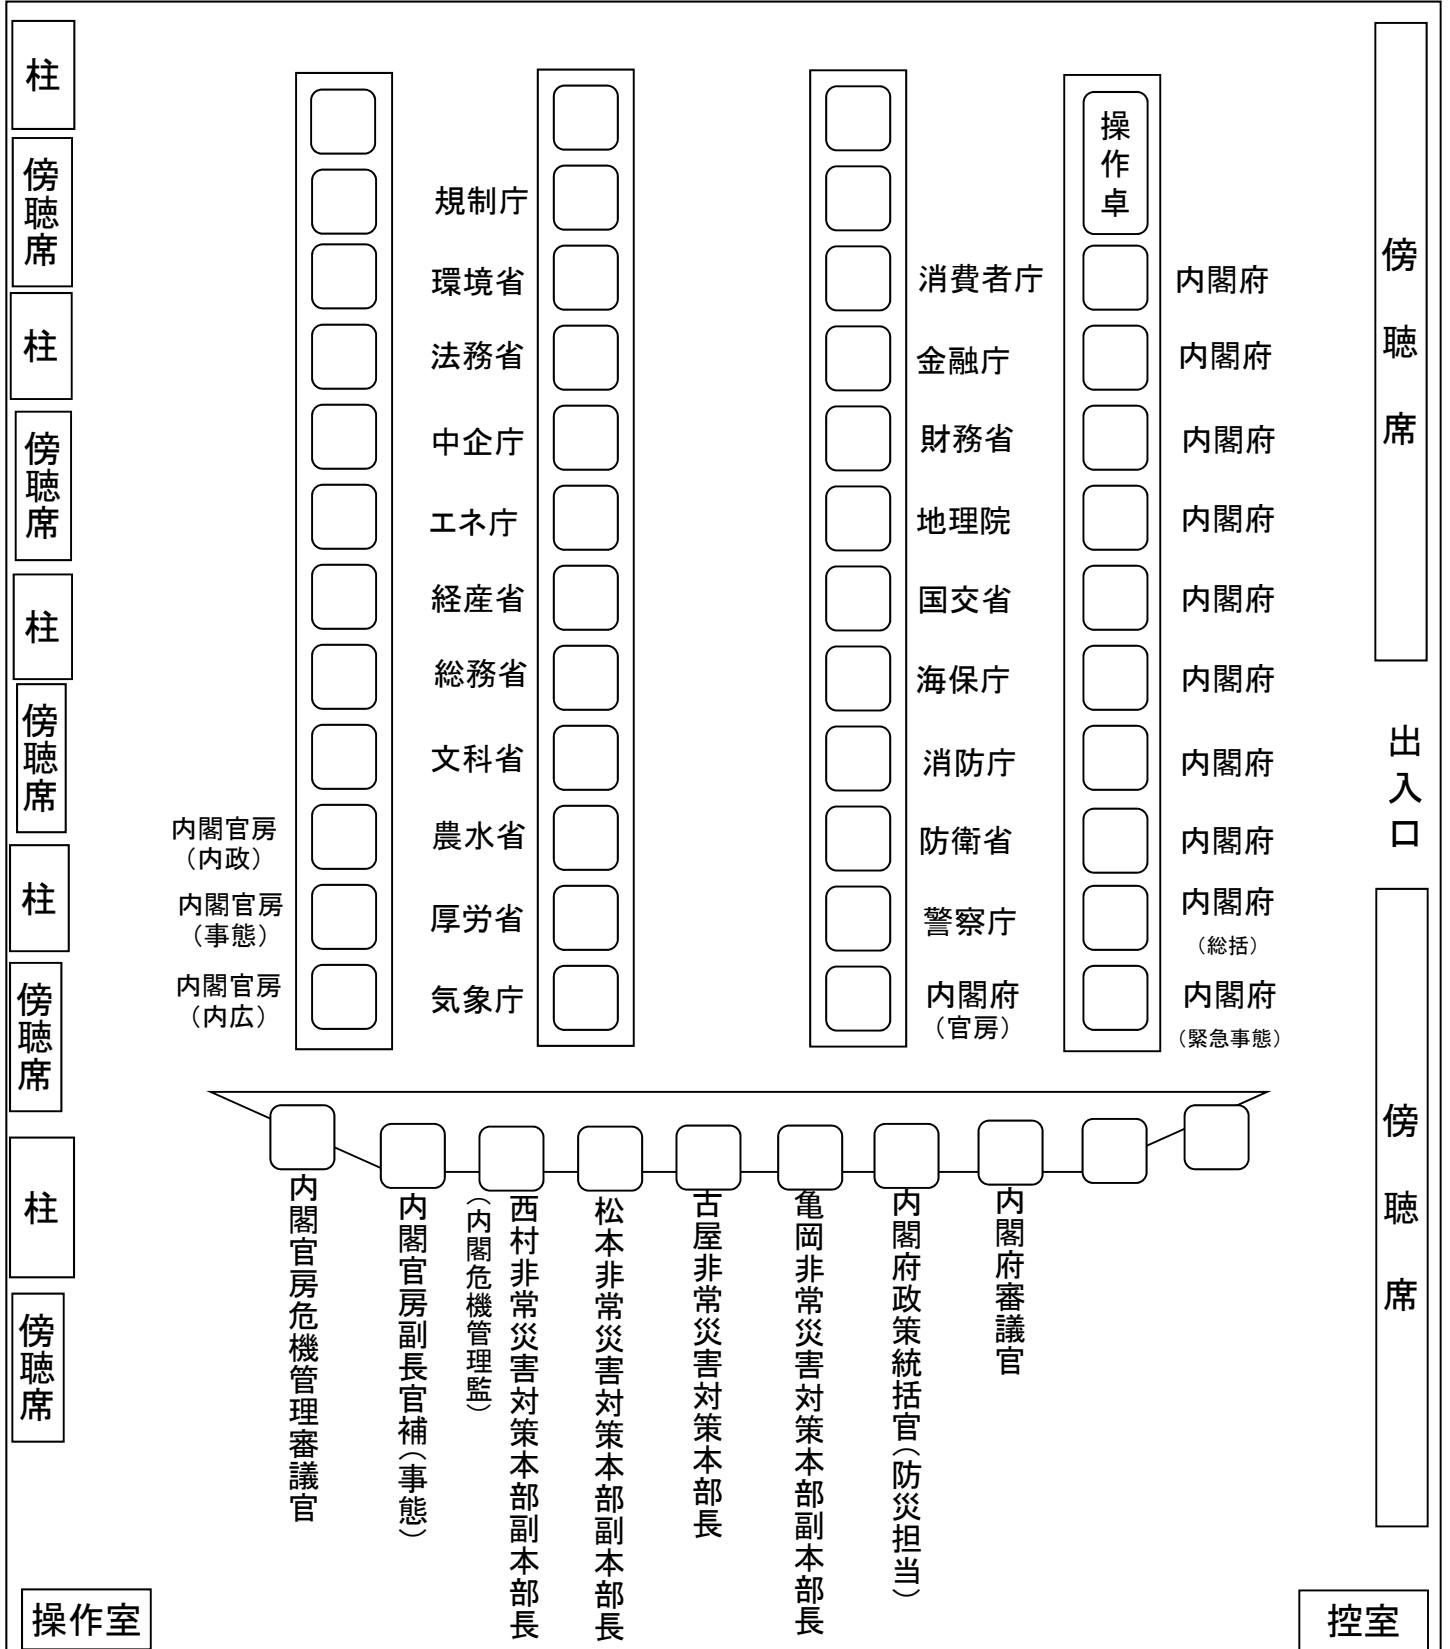 柱
傍聴席
柱
傍聴席
柱
傍聴席
柱
傍聴席
柱
傍聴席
操作室
内閣官房
（内政）
内閣官房
（事態）
内閣官房
（内広）
規制庁
環境省
法務省
中企庁
エネ庁
経産省
総務省
文科省
農水省
厚労省
気象庁
消費者庁
金融庁
財務省
地理院
国交省
海保庁
消防庁
防衛省
警察庁
内閣府
（官房）
操作卓
内閣府
内閣府
内閣府
内閣府
内閣府
内閣府
内閣府
内閣府
内閣府
（総括）
内閣府
（緊急事態）
傍聴席
出入口
傍聴席
内閣官房危機管理審議官
内閣官房副長官補（事態）
西村非常災害対策本部副本部長
（内閣危機管理監）
松本非常災害対策本部副本部長
古屋非常災害対策本部長
亀岡非常災害対策本部副本部長
内閣府政策統括官（防災担当）
内閣府審議官
控室